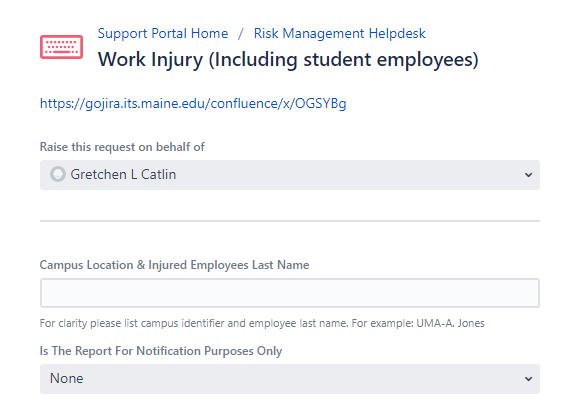 Support Portal Home / Risk Management Helpdesk
Work Injury (Including student employees)
https://gojira.its.maine.edu/confluence/x/OGSYBg
Raise this request on behalf of
Gretchen L Catlin
Campus Location & Injured Employees Last Name
For clarity please list campus identifier and employee last name. For example: UMA-A. Jones
Is The Report For Notification Purposes Only
None